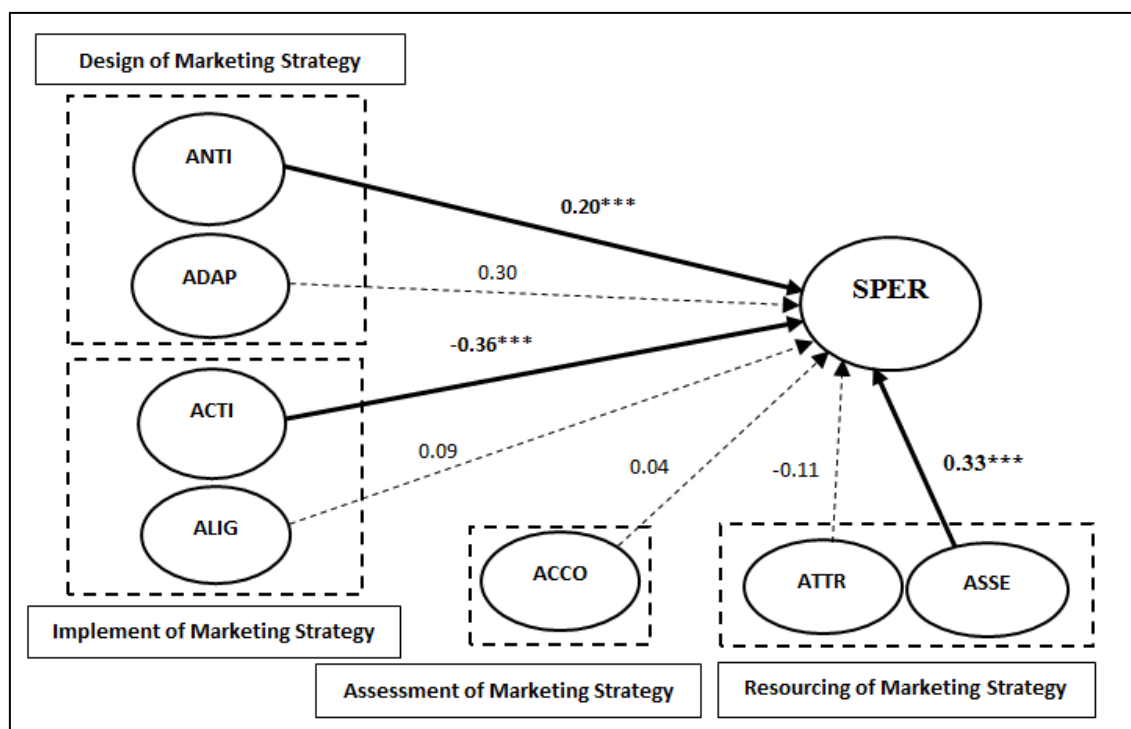 Design of Marketing Strategy
ANTI
0.20***
ADAP
0.30
SPER
-0.36***
ACTI
0.09
0.04
-0.11
0.33***
ALIG
ACCO
ATTR
ASSE
Implement of Marketing Strategy
Assessment of Marketing Strategy
Resourcing of Marketing Strategy